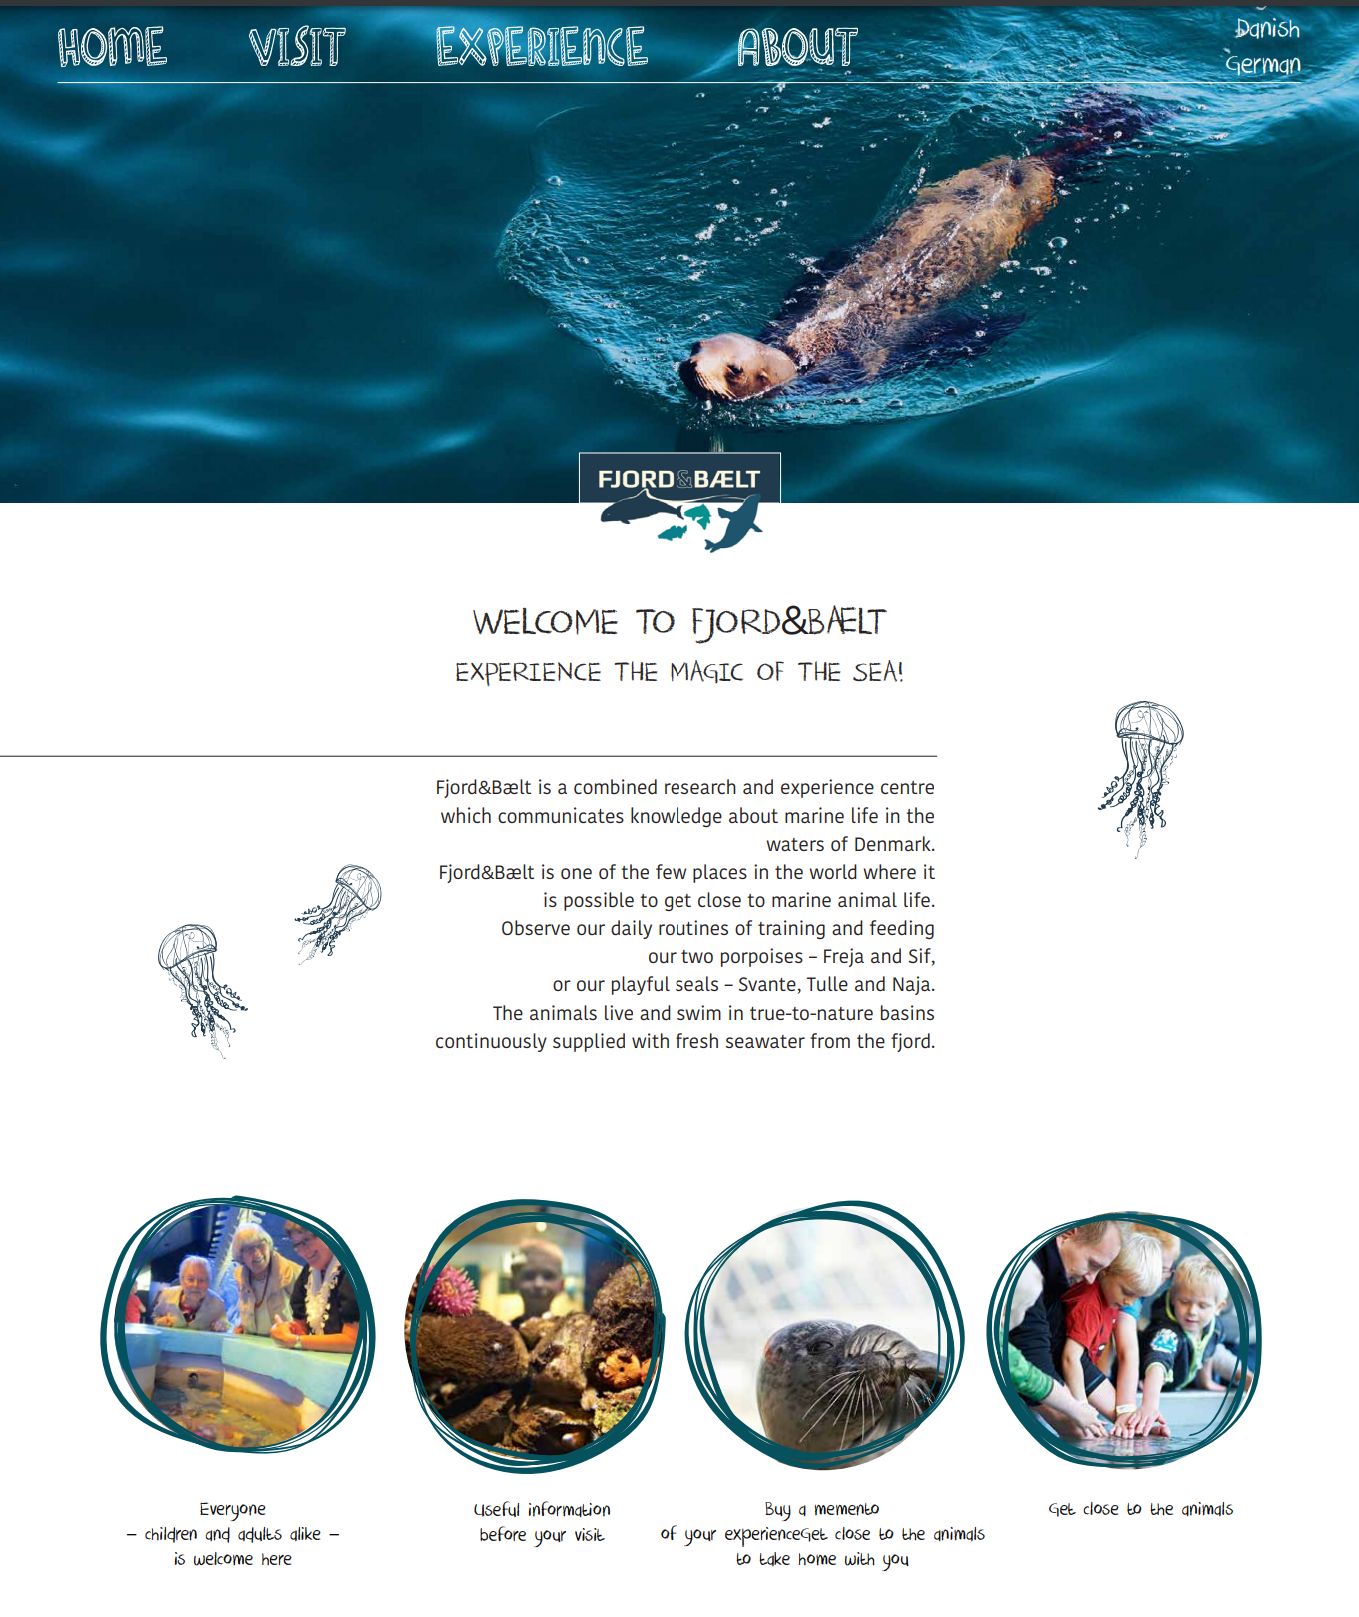 HOME VISIT EXPERIENCE ABOUT
Danish
German
FJORD&BÆLT
WELCOME TO FJORD&BÆLT
EXPERIENCE THE MAGIC OF THE SEA!
Fjord&Bælt is a combined research and experience centre
which communicates knowledge about marine life in the
waters of Denmark.
Fjord&Bælt is one of the few places in the world where it
is possible to get close to marine animal life.
Observe our daily routines of training and feeding
our two porpoises – Freja and Sif,
or our playful seals – Svante, Tulle and Naja.
The animals live and swim in true-to-nature basins
continuously supplied with fresh seawater from the fjord.
Everyone
– children and adults alike –
is welcome here
Useful information
before your visit
Buy a memento
of your experienceGet close to the animals
to take home with you
Get close to the animals